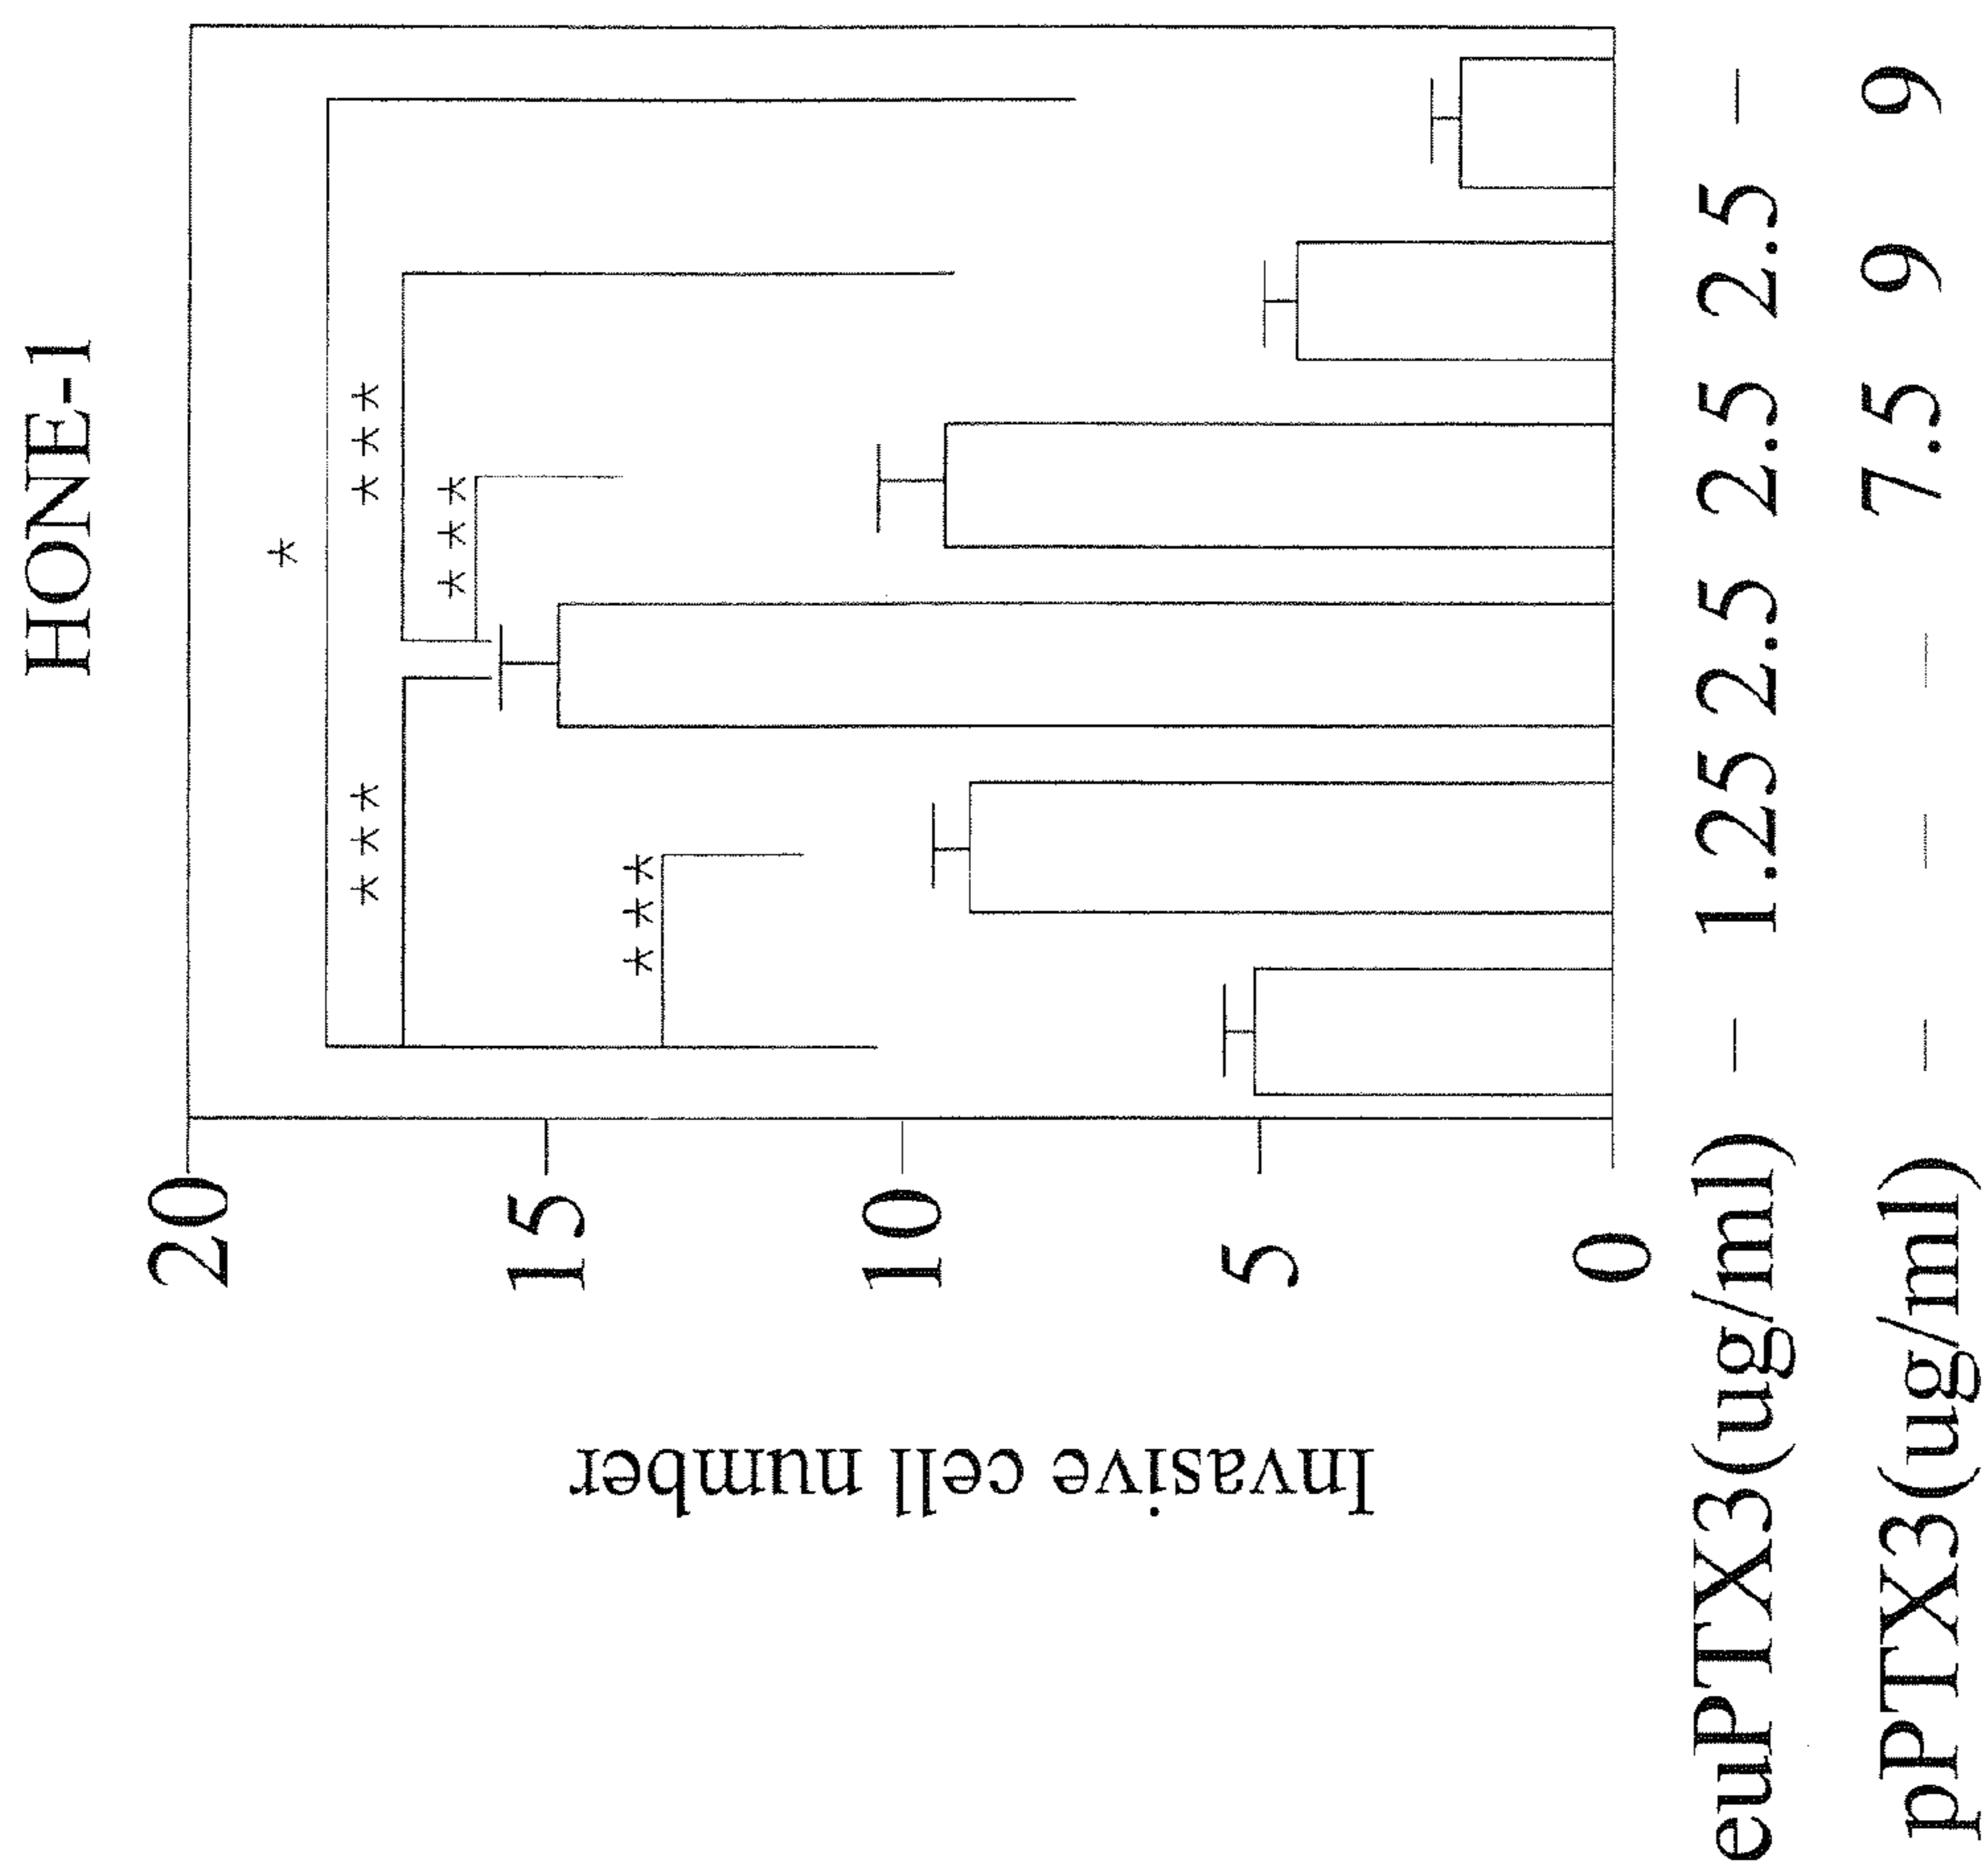 HONE-1
Invasive cell number
20
15
10
5
0
*
* * *
* * *
* * *
* * *
euPTX3(ug/ml) – 1.25 2.5 2.5 2.5 –
pPTX3(ug/ml) – – – 7.5 9 9